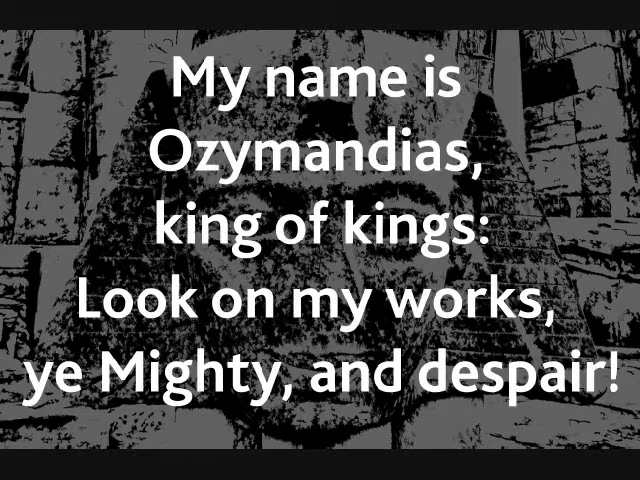 My name is
Ozymandias,
king of kings:
Look on my works,
ye Mighty, and despair!